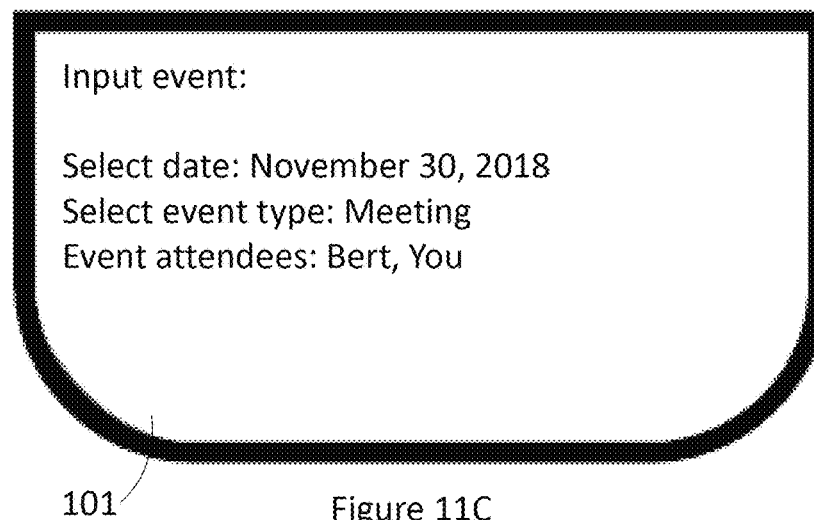 Input event:
Select date: November 30, 2018
Select event type: Meeting
Event attendees: Bert, You
101
Figure 11C